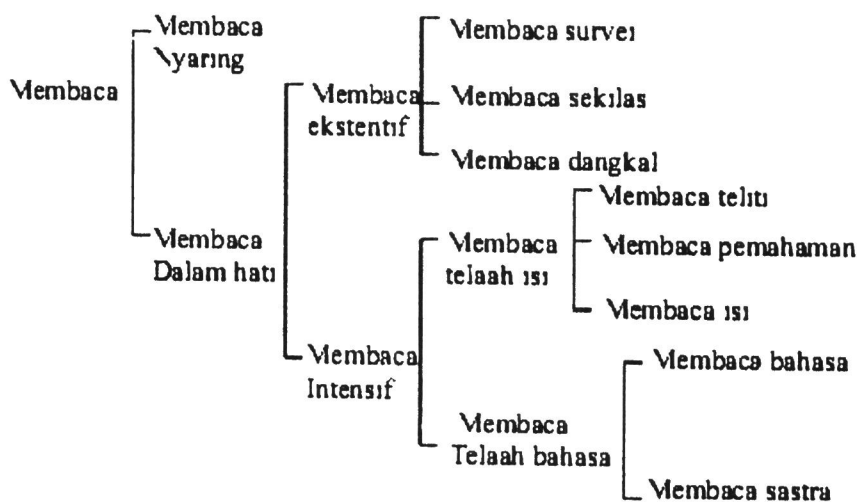 Membaca
Membaca
Nyaring
Membaca
Dalam hati
Membaca
ekstentif
Membaca survei
Membaca sekilas
Membaca dangkal
Membaca
Intensif
Membaca
telaah isi
Membaca teliti
Membaca pemahaman
Membaca isi
Membaca
Telaah bahasa
Membaca bahasa
Membaca sastra